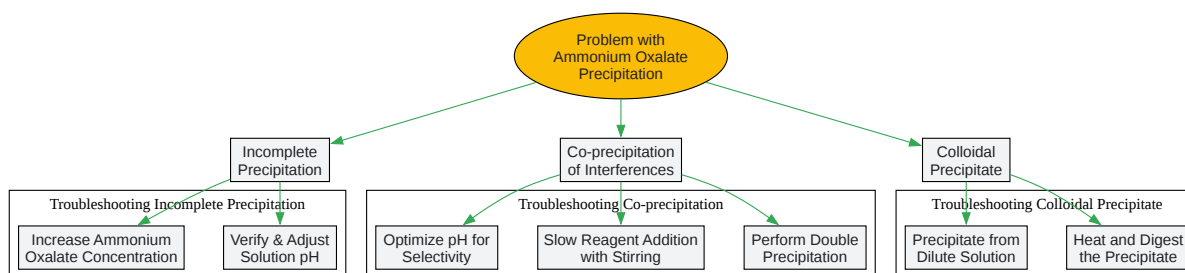 Problem with
Ammonium Oxalate
Precipitation
Incomplete
Precipitation
Co-precipitation
of Interferences
Colloidal
Precipitate
Troubleshooting Incomplete Precipitation
Troubleshooting Co-precipitation
Troubleshooting Colloidal Precipitate
Increase Ammonium
Oxalate Concentration
Verify & Adjust
Solution pH
Optimize pH for
Selectivity
Slow Reagent Addition
with Stirring
Perform Double
Precipitation
Precipitate from
Dilute Solution
Heat and Digest
the Precipitate